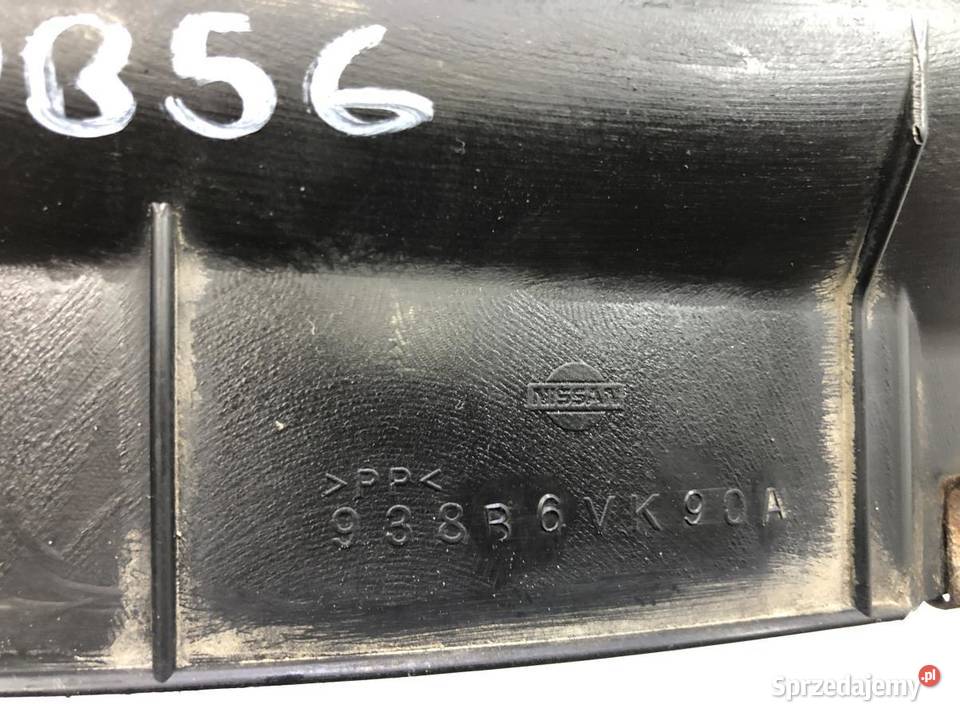 B56
NISSAN
>PP<
938B6VK90A
Sprzedajemy.pl